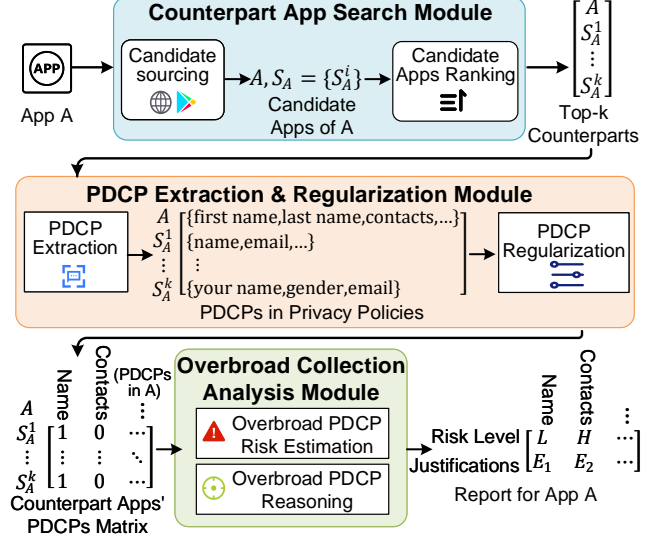 Counterpart App Search Module
APP
App A
Candidate
sourcing
A, S_A = {S_A^i}
Candidate
Apps of A
Candidate
Apps Ranking
A
S_A^1
⋮
S_A^k
Top-k
Counterparts
PDCP Extraction & Regularization Module
PDCP
Extraction
A {first name,last name,contacts,...}
S_A^1 {name,email,...}
⋮ ⋮
S_A^k {your name,gender,email}
PDCPs in Privacy Policies
PDCP
Regularization
Name Contacts (PDCPs in A) ...
A
S_A^1 1 0 ⋯
⋮ ⋮ ⋮ ⋱
S_A^k 1 0 ⋯
Counterpart Apps'
PDCPs Matrix
Overbroad Collection
Analysis Module
Overbroad PDCP
Risk Estimation
Overbroad PDCP
Reasoning
Name Contacts ...
Risk Level L H ⋯
Justifications E_1 E_2 ⋯
Report for App A